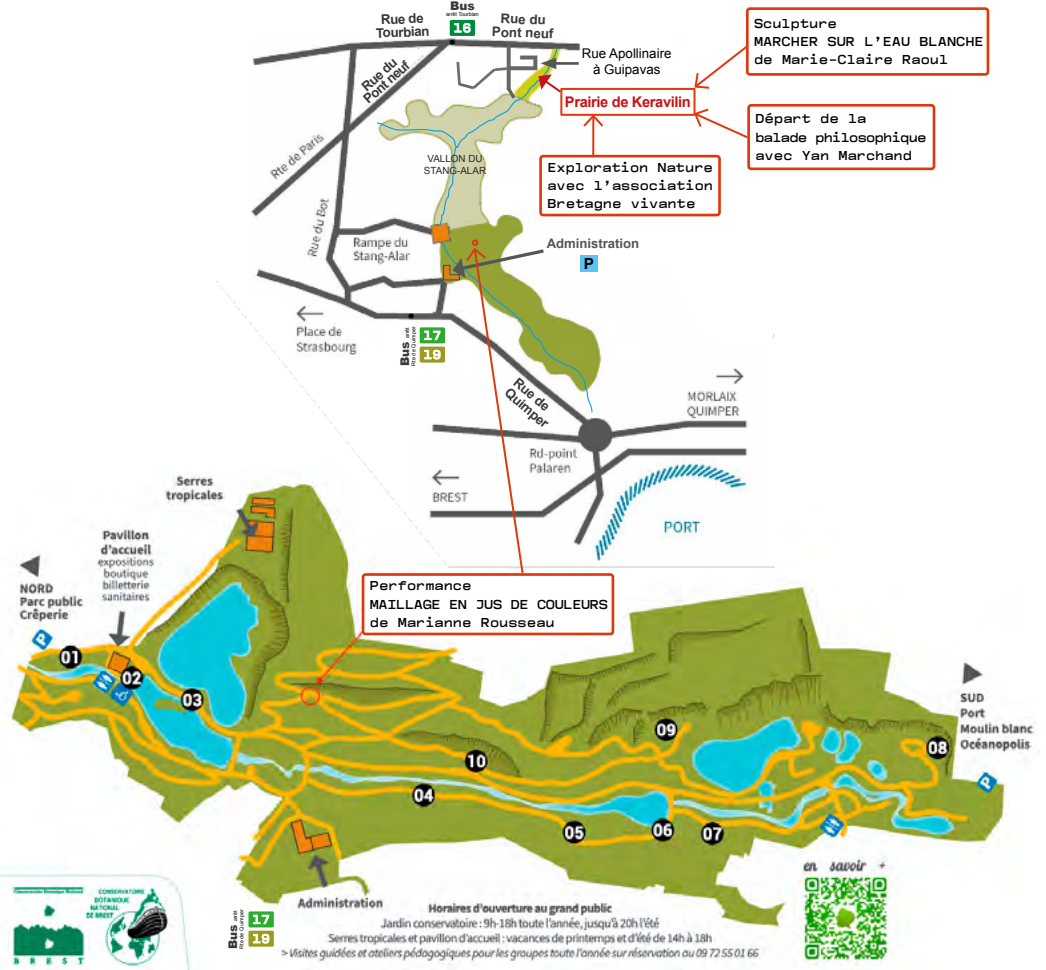 Bus
arrêt Tourbian
16
Rue de
Tourbian
Rue du
Pont neuf
Rue du
Pont neuf
Rue Apollinaire
à Guipavas
Sculpture
MARCHER SUR L'EAU BLANCHE
de Marie-Claire Raoul
Prairie de Keravilin
Départ de la
balade philosophique
avec Yan Marchand
Exploration Nature
avec l'association
Bretagne vivante
Rte de Paris
VALLON DU
STANG-ALAR
Rue du Bot
Rampe du
Stang-Alar
Administration
P
Place de
Strasbourg
Bus
arrêt
Rte de Quimper
17
19
Rue de
Quimper
MORLAIX
QUIMPER
Rd-point
Palaren
BREST
PORT
Serres
tropicales
Pavillon
d'accueil
expositions
boutique
billetterie
sanitaires
NORD
Parc public
Crêperie
P
Performance
MAILLAGE EN JUS DE COULEURS
de Marianne Rousseau
01
02
03
04
05
06
07
08
09
10
SUD
Port
Moulin blanc
Océanopolis
P
Administration
en savoir +
CONSERVATOIRE
BOTANIQUE
NATIONAL
DE BREST
BREST
Bus
arrêt
Rte de Quimper
17
19
Horaires d'ouverture au grand public
Jardin conservatoire : 9h-18h toute l'année, jusqu'à 20h l'été
Serres tropicales et pavillon d'accueil : vacances de printemps et d'été de 14h à 18h
> Visites guidées et ateliers pédagogiques pour les groupes toute l'année sur réservation au 09 72 55 01 66